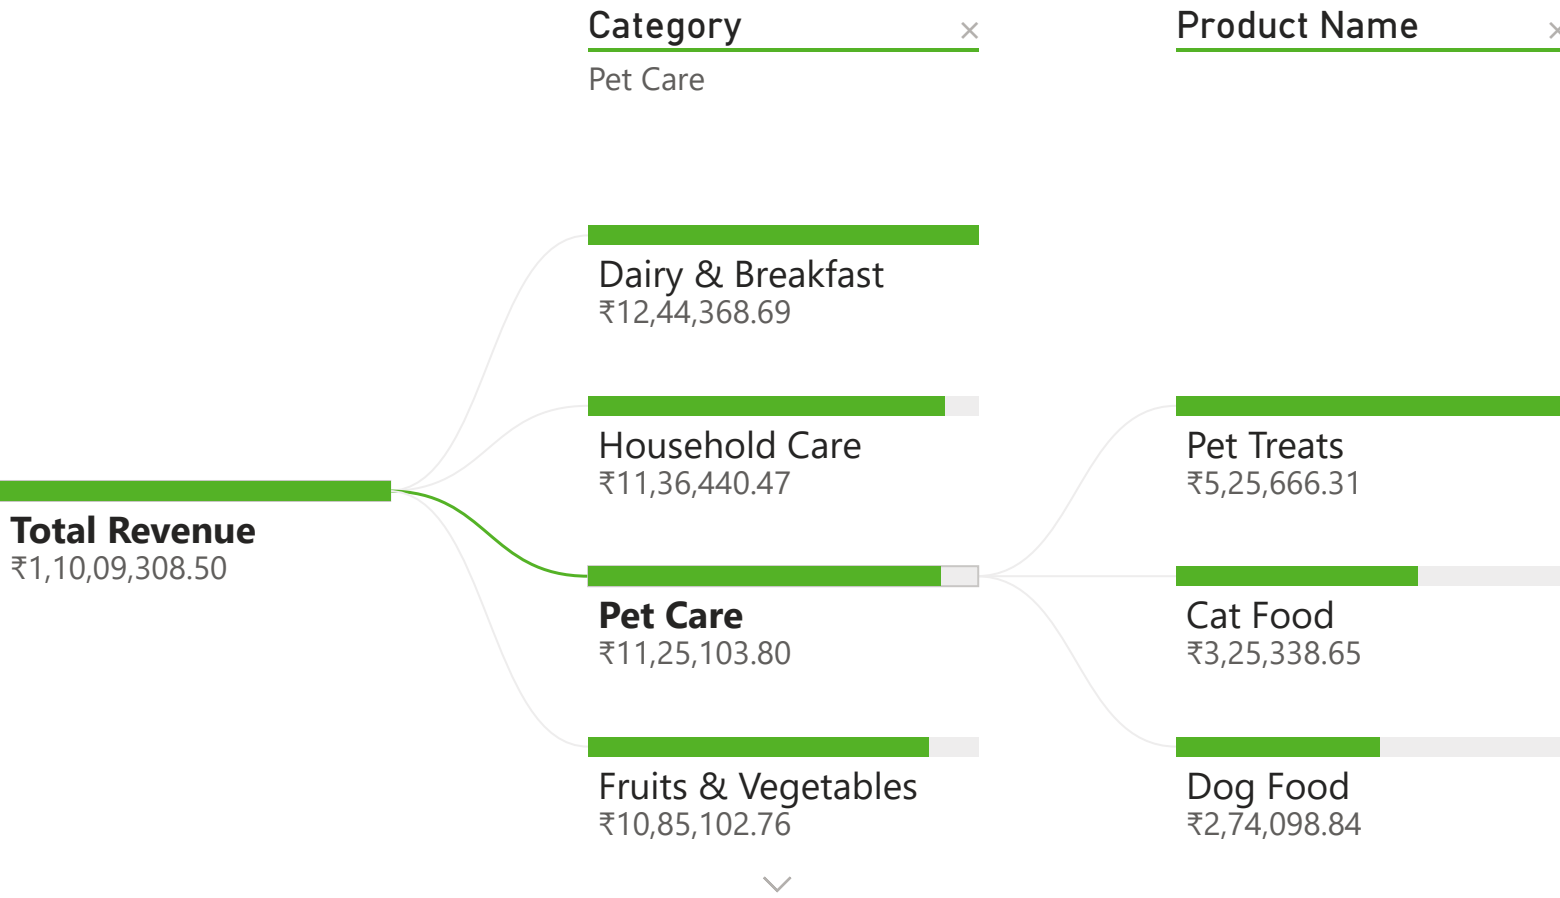 Category
Product Name
Pet Care
Dairy & Breakfast
₹12,44,368.69
Household Care
₹11,36,440.47
Pet Treats
₹5,25,666.31
Total Revenue
₹1,10,09,308.50
Pet Care
₹11,25,103.80
Cat Food
₹3,25,338.65
Fruits & Vegetables
₹10,85,102.76
Dog Food
₹2,74,098.84